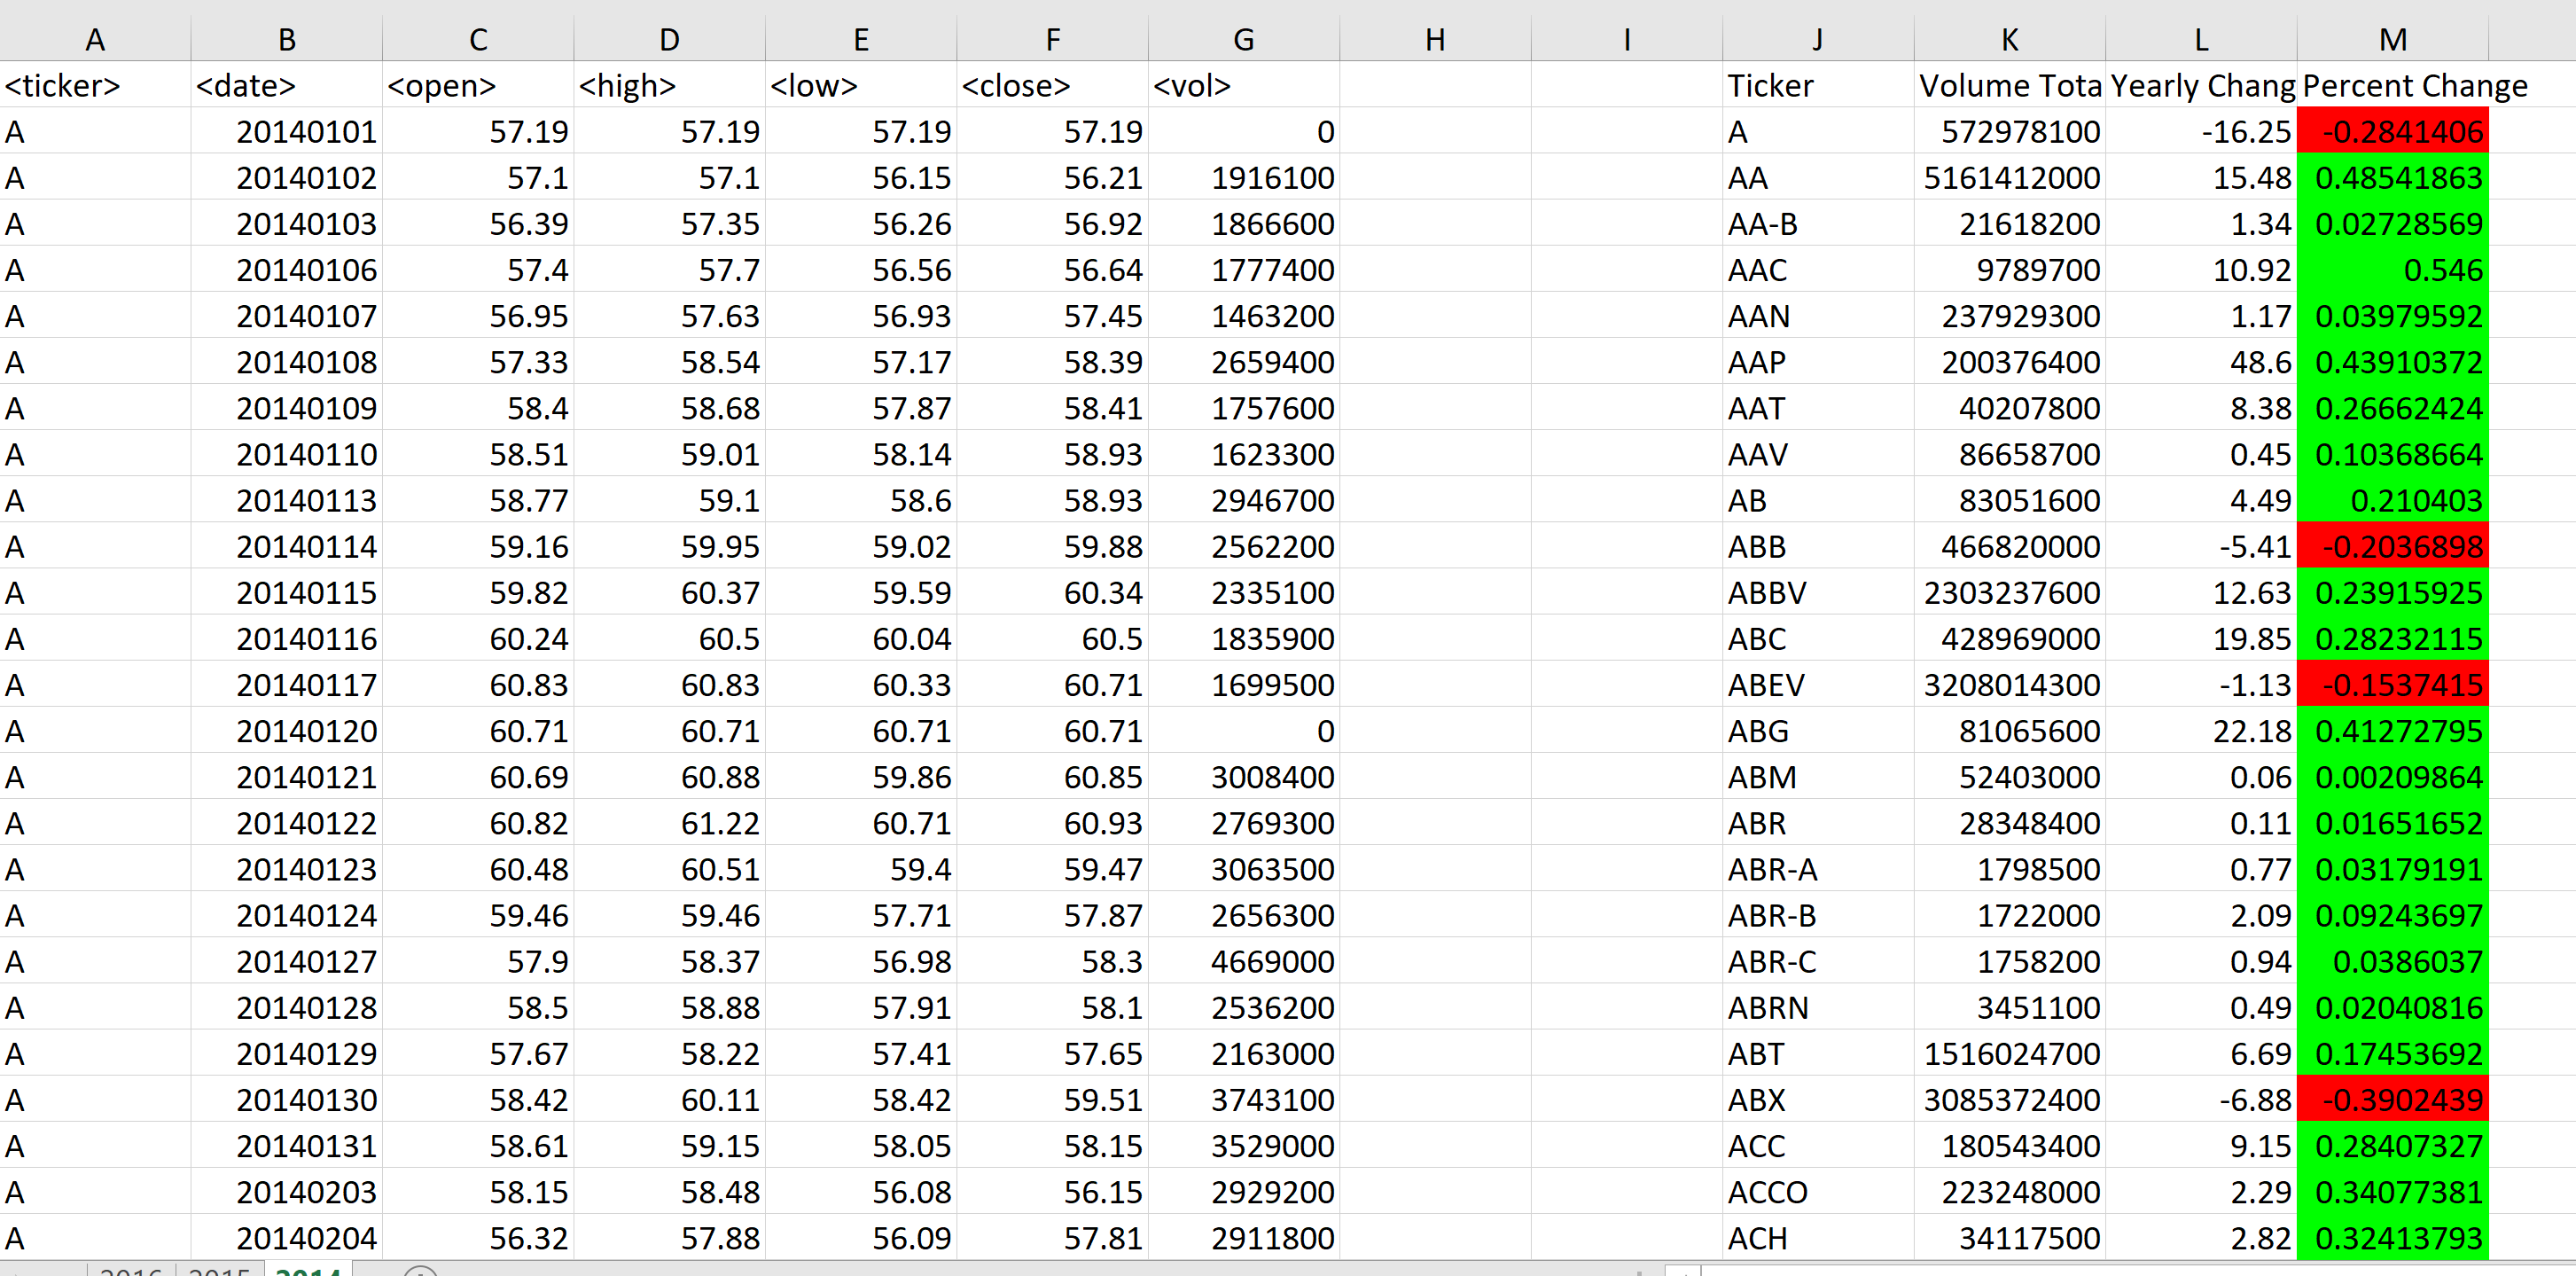 A B C D E F G H I J K L M
<ticker> <date> <open> <high> <low> <close> <vol> Ticker Volume Tota Yearly Chang Percent Change
A 20140101 57.19 57.19 57.19 57.19 0 A 572978100 -16.25 -0.2841406
A 20140102 57.1 57.1 56.15 56.21 1916100 AA 5161412000 15.48 0.48541863
A 20140103 56.39 57.35 56.26 56.92 1866600 AA-B 21618200 1.34 0.02728569
A 20140106 57.4 57.7 56.56 56.64 1777400 AAC 9789700 10.92 0.546
A 20140107 56.95 57.63 56.93 57.45 1463200 AAN 237929300 1.17 0.03979592
A 20140108 57.33 58.54 57.17 58.39 2659400 AAP 200376400 48.6 0.43910372
A 20140109 58.4 58.68 57.87 58.41 1757600 AAT 40207800 8.38 0.26662424
A 20140110 58.51 59.01 58.14 58.93 1623300 AAV 86658700 0.45 0.10368664
A 20140113 58.77 59.1 58.6 58.93 2946700 AB 83051600 4.49 0.210403
A 20140114 59.16 59.95 59.02 59.88 2562200 ABB 466820000 -5.41 -0.2036898
A 20140115 59.82 60.37 59.59 60.34 2335100 ABBV 2303237600 12.63 0.23915925
A 20140116 60.24 60.5 60.04 60.5 1835900 ABC 428969000 19.85 0.28232115
A 20140117 60.83 60.83 60.33 60.71 1699500 ABEV 3208014300 -1.13 -0.1537415
A 20140120 60.71 60.71 60.71 60.71 0 ABG 81065600 22.18 0.41272795
A 20140121 60.69 60.88 59.86 60.85 3008400 ABM 52403000 0.06 0.00209864
A 20140122 60.82 61.22 60.71 60.93 2769300 ABR 28348400 0.11 0.01651652
A 20140123 60.48 60.51 59.4 59.47 3063500 ABR-A 1798500 0.77 0.03179191
A 20140124 59.46 59.46 57.71 57.87 2656300 ABR-B 1722000 2.09 0.09243697
A 20140127 57.9 58.37 56.98 58.3 4669000 ABR-C 1758200 0.94 0.0386037
A 20140128 58.5 58.88 57.91 58.1 2536200 ABRN 3451100 0.49 0.02040816
A 20140129 57.67 58.22 57.41 57.65 2163000 ABT 1516024700 6.69 0.17453692
A 20140130 58.42 60.11 58.42 59.51 3743100 ABX 3085372400 -6.88 -0.3902439
A 20140131 58.61 59.15 58.05 58.15 3529000 ACC 180543400 9.15 0.28407327
A 20140203 58.15 58.48 56.08 56.15 2929200 ACCO 223248000 2.29 0.34077381
A 20140204 56.32 57.88 56.09 57.81 2911800 ACH 34117500 2.82 0.32413793
2016 2015 2014